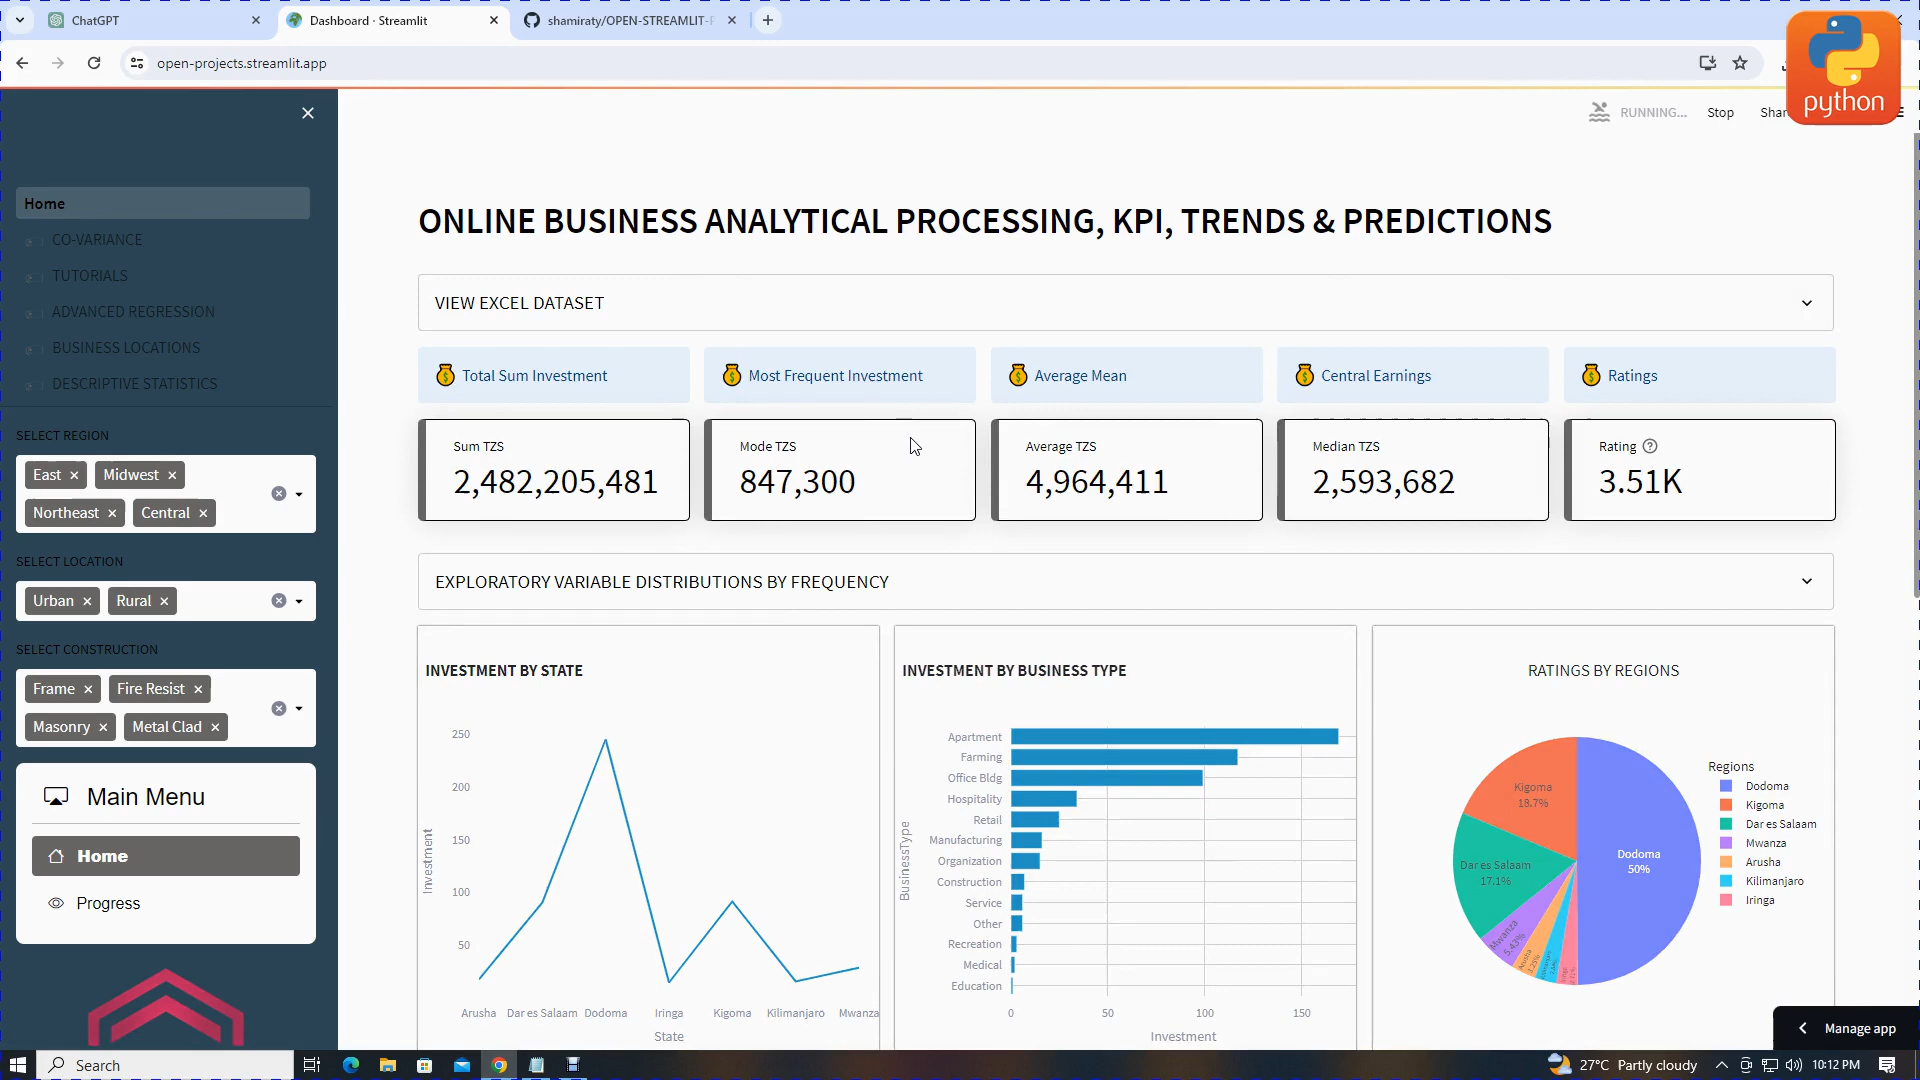 ChatGPT
Dashboard · Streamlit
shamiraty/OPEN-STREAMLIT-P
open-projects.streamlit.app
python
RUNNING...
Stop
Shar
Home
CO-VARIANCE
TUTORIALS
ADVANCED REGRESSION
BUSINESS LOCATIONS
DESCRIPTIVE STATISTICS
SELECT REGION
East
Midwest
Northeast
Central
SELECT LOCATION
Urban
Rural
SELECT CONSTRUCTION
Frame
Fire Resist
Masonry
Metal Clad
Main Menu
Home
Progress
ONLINE BUSINESS ANALYTICAL PROCESSING, KPI, TRENDS & PREDICTIONS
VIEW EXCEL DATASET
Total Sum Investment
Most Frequent Investment
Average Mean
Central Earnings
Ratings
Sum TZS
2,482,205,481
Mode TZS
847,300
Average TZS
4,964,411
Median TZS
2,593,682
Rating
3.51K
EXPLORATORY VARIABLE DISTRIBUTIONS BY FREQUENCY
INVESTMENT BY STATE
250
200
150
100
50
Investment
Arusha
Dar es Salaam
Dodoma
Iringa
Kigoma
Kilimanjaro
Mwanza
State
INVESTMENT BY BUSINESS TYPE
BusinessType
Apartment
Farming
Office Bldg
Hospitality
Retail
Manufacturing
Organization
Construction
Service
Other
Recreation
Medical
Education
0
50
100
150
Investment
RATINGS BY REGIONS
Kigoma
18.7%
Dar es Salaam
17.1%
Dodoma
50%
Mwanza
5.43%
Arusha
Regions
Dodoma
Kigoma
Dar es Salaam
Mwanza
Arusha
Kilimanjaro
Iringa
Manage app
Search
27°C Partly cloudy
10:12 PM